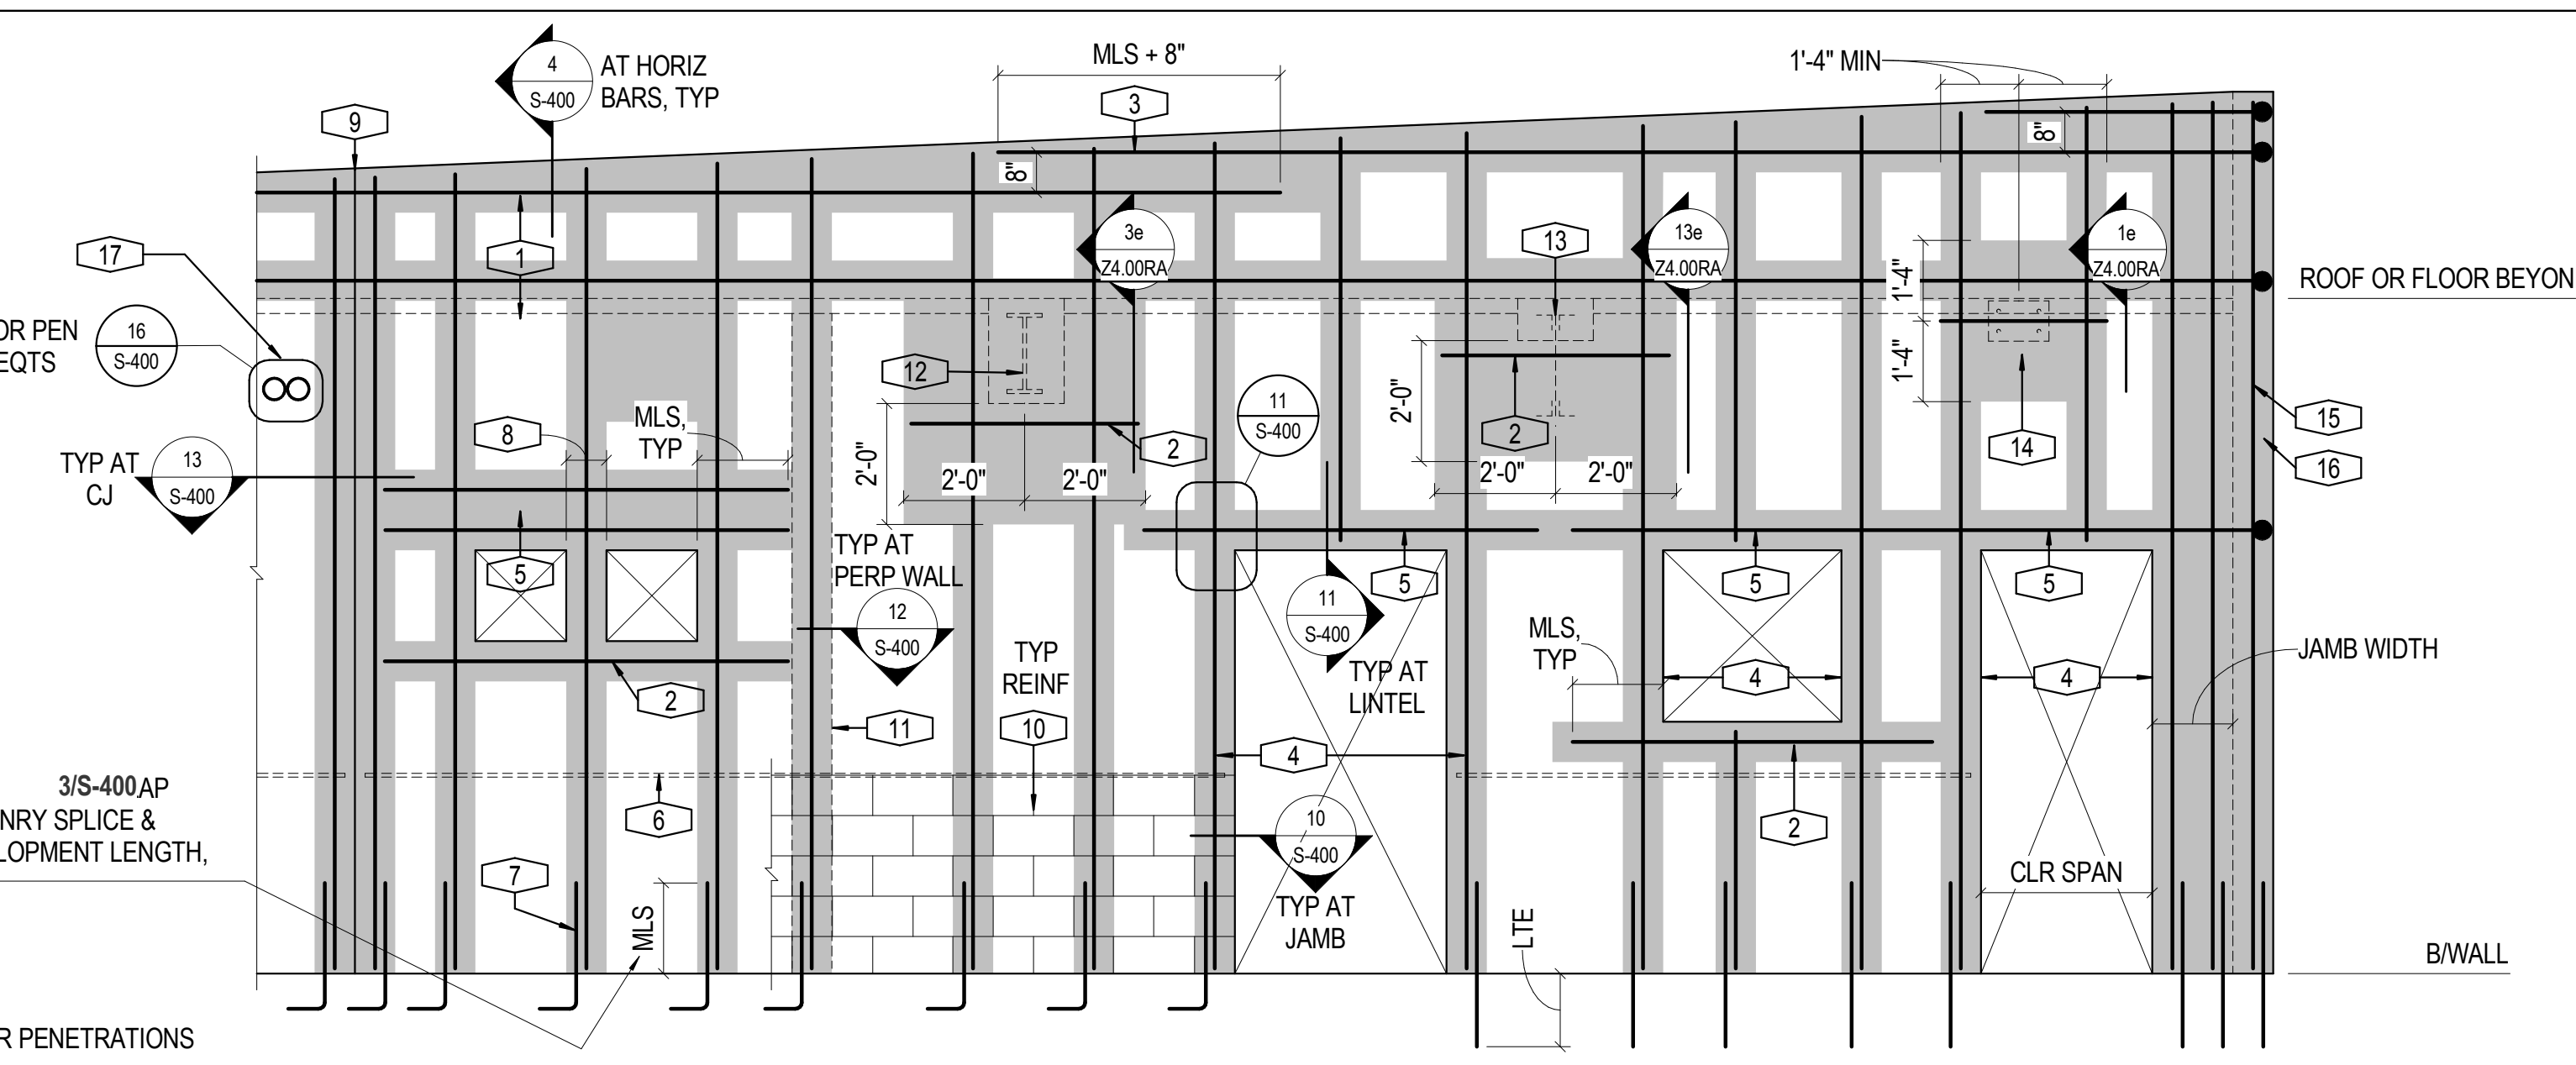 4
S-400
AT HORIZ
BARS, TYP
MLS + 8"
1'-4" MIN
9
3
8"
8"
17
1
3e
Z4.00RA
13
13e
Z4.00RA
1e
Z4.00RA
ROOF OR FLOOR BEYON
OR PEN
EQTS
16
S-400
1'-4"
1'-4"
12
2'-0"
2'-0"
8
MLS,
TYP
11
S-400
2
2
14
15
16
TYP AT
CJ
13
S-400
2'-0"
2'-0"
2'-0"
2'-0"
5
TYP AT
PERP WALL
12
S-400
5
5
5
11
S-400
TYP AT
LINTEL
MLS,
TYP
JAMB WIDTH
TYP
REINF
4
4
2
11
10
4
3/S-400 AP
NRY SPLICE &
LOPMENT LENGTH,
6
2
10
S-400
TYP AT
JAMB
7
MLS
CLR SPAN
LTE
B/WALL
R PENETRATIONS